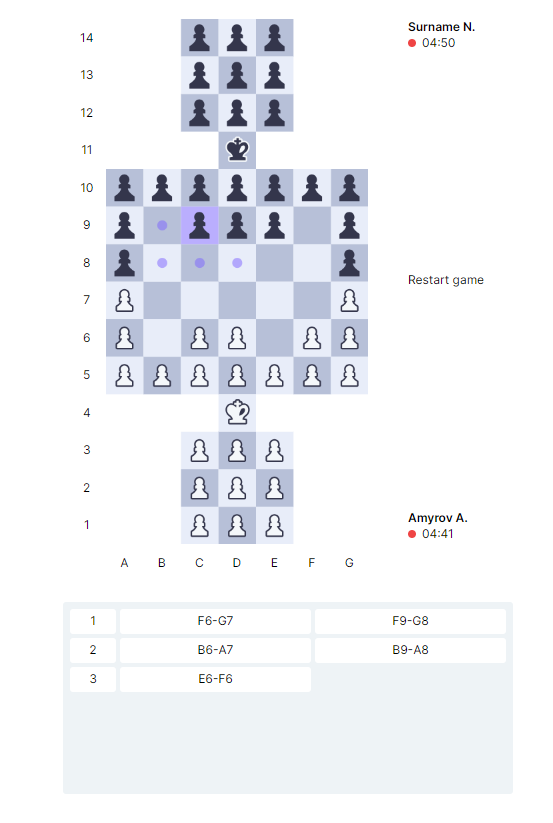 14
Surname N.
04:50
13
12
11
10
9
8
Restart game
7
6
5
4
3
2
1
Amyrov A.
04:41
A B C D E F G
1 F6-G7 F9-G8
2 B6-A7 B9-A8
3 E6-F6